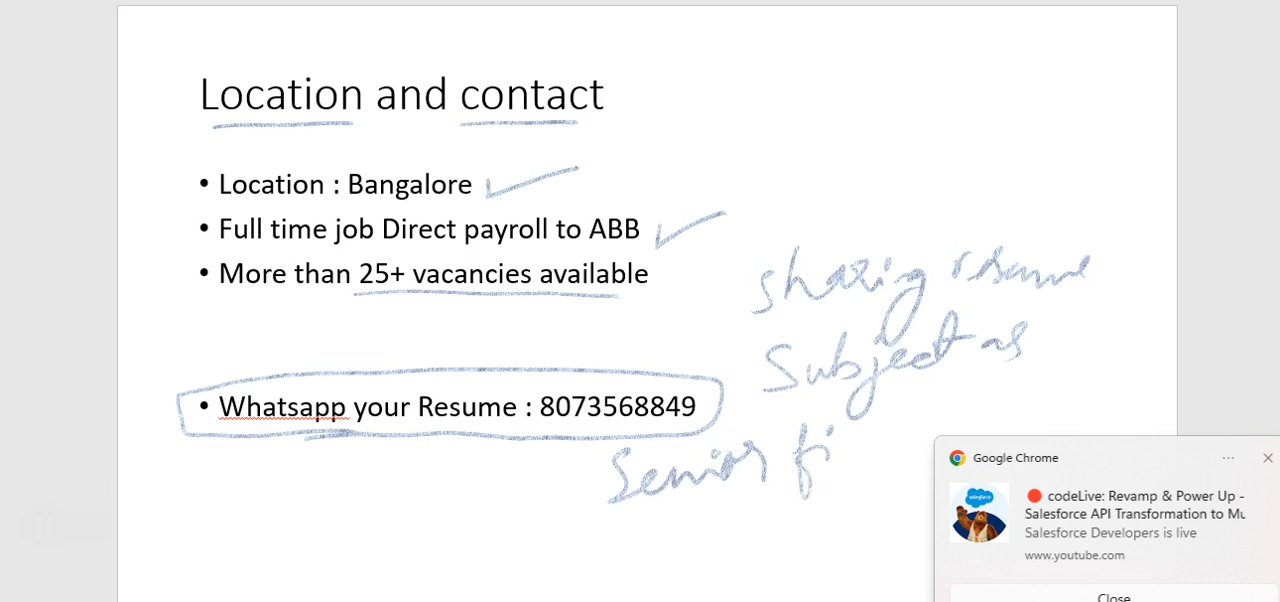 Location and contact
• Location : Bangalore
• Full time job Direct payroll to ABB
• More than 25+ vacancies available
sharing resume
Subject as
• Whatsapp your Resume : 8073568849
Senior fi
Google Chrome
codeLive: Revamp & Power Up -
Salesforce API Transformation to Mu
Salesforce Developers is live
www.youtube.com
Close